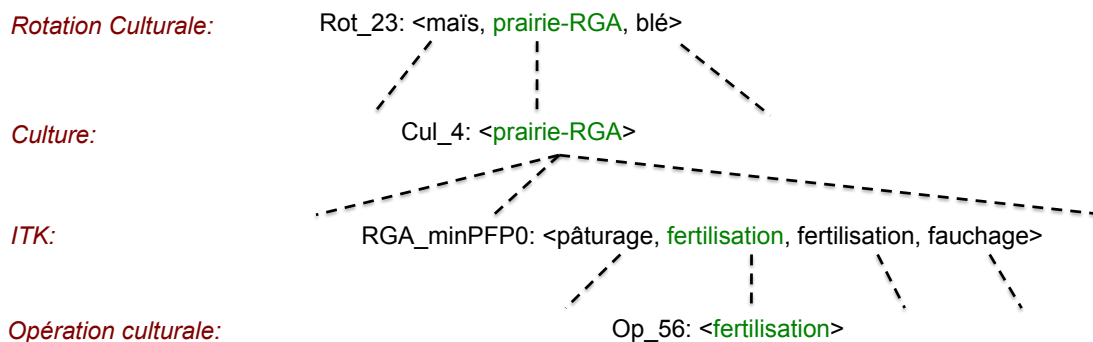 Rotation Culturale: Rot_23: <maïs, prairie-RGA, blé>
Culture: Cul_4: <prairie-RGA>
ITK: RGA_minPFP0: <pâturage, fertilisation, fertilisation, fauchage>
Opération culturale: Op_56: <fertilisation>